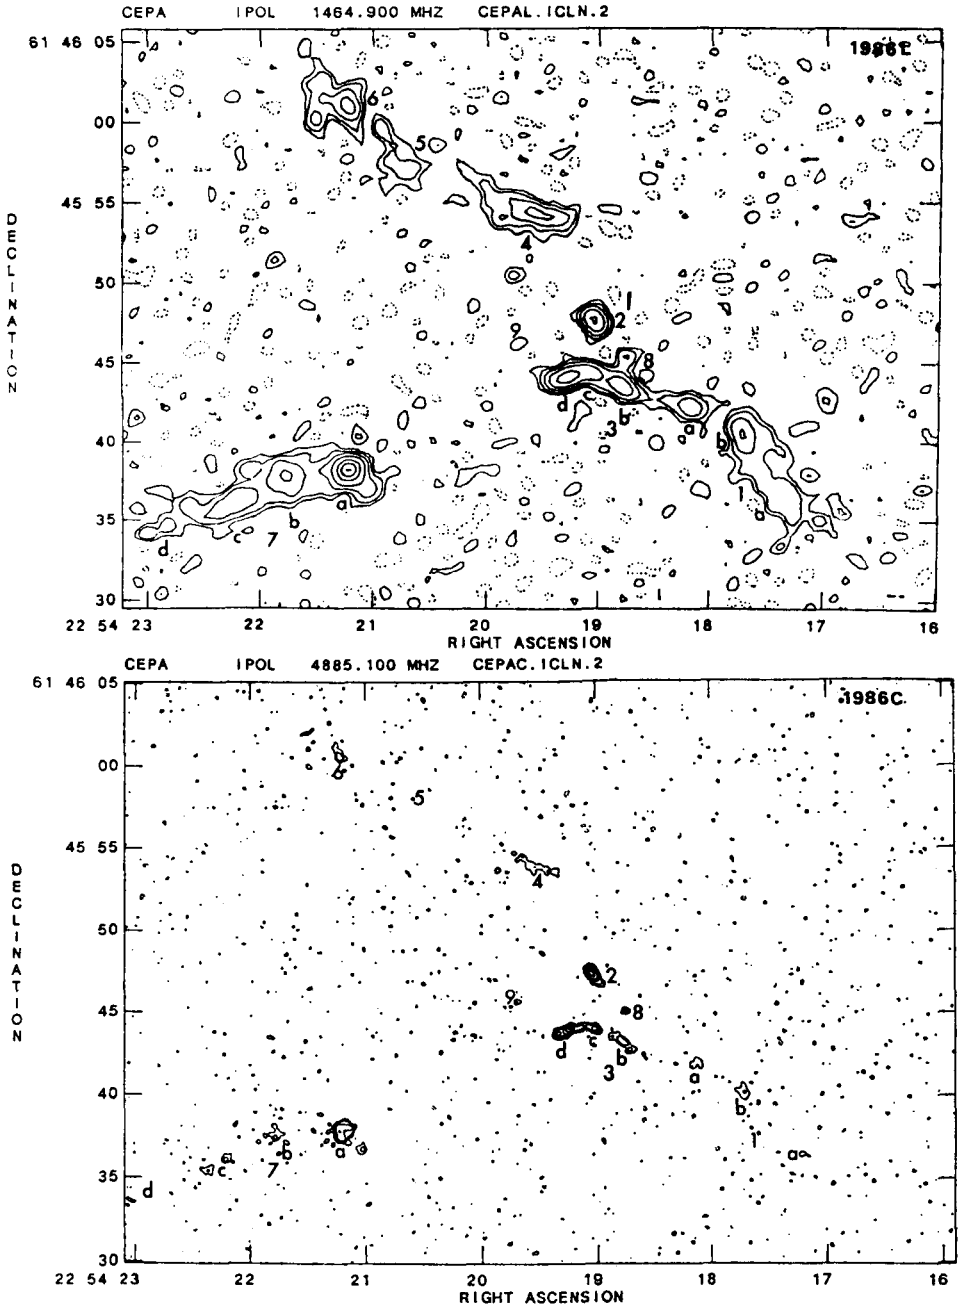 CEPA IPOL 1464.900 MHZ CEPAL.ICLN.2
61 46 05
1986L
6
00
5
45 55
4
DECLINATION
50
1
9
2
45
8
d
3
b
a
b
40
1
a
a
35
b
d
c
7
30
22 54 23 22 21 20 19 18 17 16
RIGHT ASCENSION
CEPA IPOL 4885.100 MHZ CEPAC.ICLN.2
61 46 05
1986C
00
5
45 55
4
DECLINATION
50
2
9
45
8
d
c
b
3
a
40
b
1
b
a
a
c
7
35
d
30
22 54 23 22 21 20 19 18 17 16
RIGHT ASCENSION